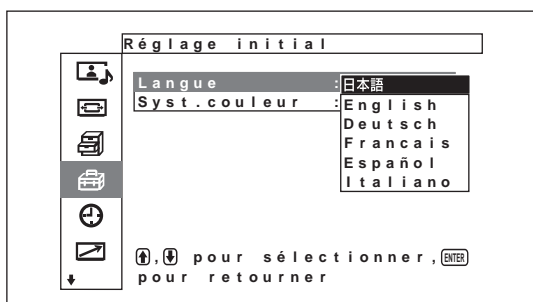 Réglage initial
Langue :日本語
Syst.couleur :English
Deutsch
Francais
Español
Italiano
,  pour sélectionner, ENTER
pour retourner